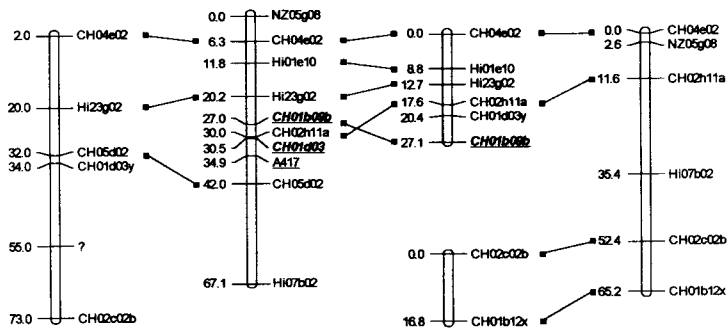 2.0 CH04e02
20.0 Hi23g02
32.0 CH05d02
34.0 CH01d03y
55.0 ?
73.0 CH02c02b
0.0 NZ05g08
6.3 CH04e02
11.8 Hi01e10
20.2 Hi23g02
27.0 CH01b09b
30.0 CH02h11a
30.5 CH01d03
34.9 A417
42.0 CH05d02
67.1 Hi07b02
0.0 CH04e02
8.8 Hi01e10
12.7 Hi23g02
17.6 CH02h11a
20.4 CH01d03y
27.1 CH01b09b
0.0 CH02c02b
16.8 CH01b12x
0.0 CH04e02
2.6 NZ05g08
11.6 CH02h11a
35.4 Hi07b02
52.4 CH02c02b
65.2 CH01b12x